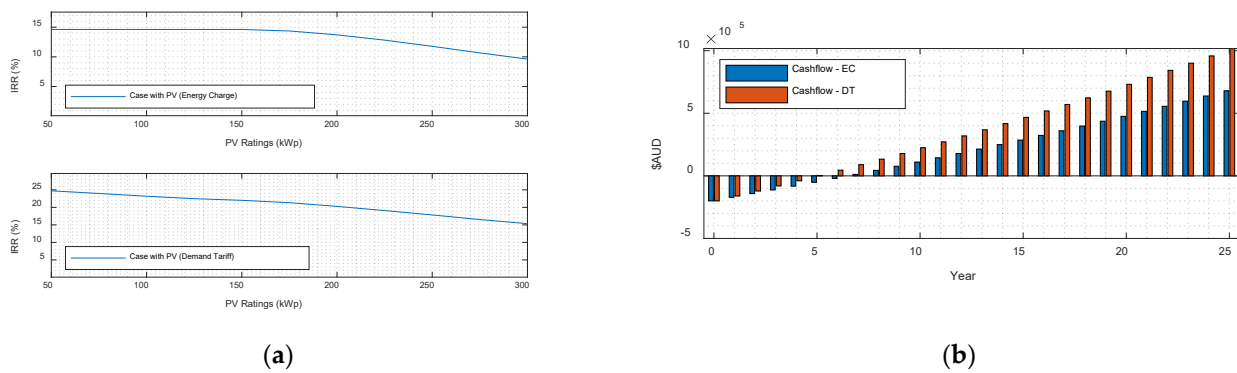 15
10
5
IRR (%)
Case with PV (Energy Charge)
50 100 150 200 250 300
PV Ratings (kWp)
25
20
15
10
5
IRR (%)
Case with PV (Demand Tariff)
50 100 150 200 250 300
PV Ratings (kWp)
(a)
× 10 5
10
5
0
-5
$AUD
Cashflow - EC
Cashflow - DT
0 5 10 15 20 25
Year
(b)